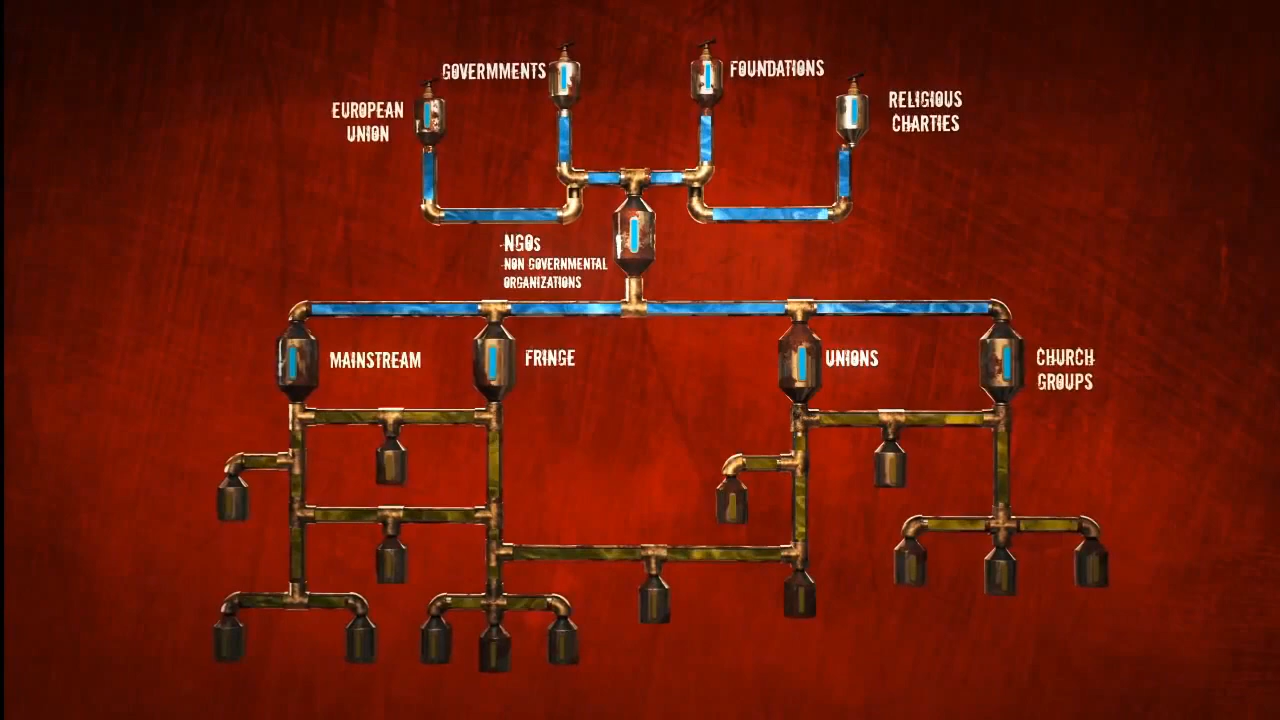 GOVERMMENTS
FOUNDATIONS
EUROPEAN
UNION
RELIGIOUS
CHARTIES
-NGOs
-NON GOVERNMENTAL
ORGANIZATIONS
MAINSTREAM
FRINGE
UNIONS
CHURCH
GROUPS